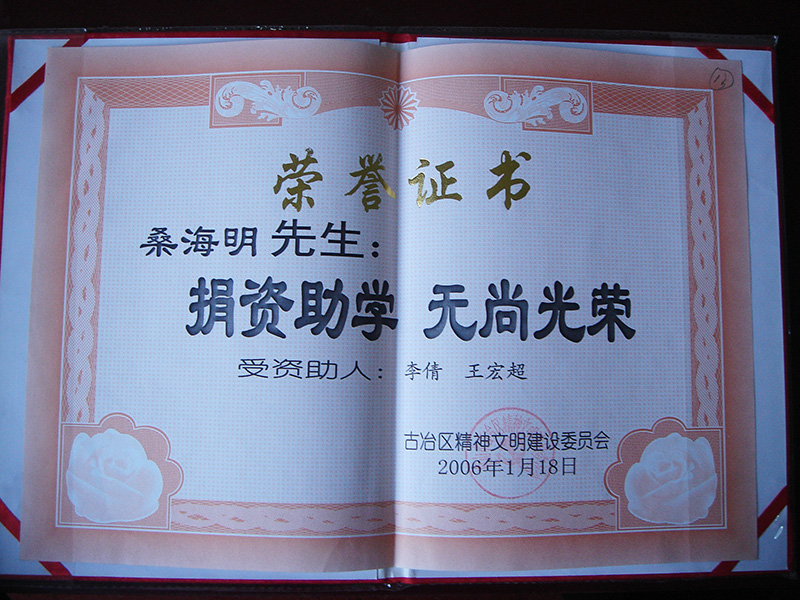 荣誉证书
桑海明先生：
捐资助学 无尚光荣
受资助人：李倩 王宏超
古冶区精神文明建设委员会
2006年1月18日